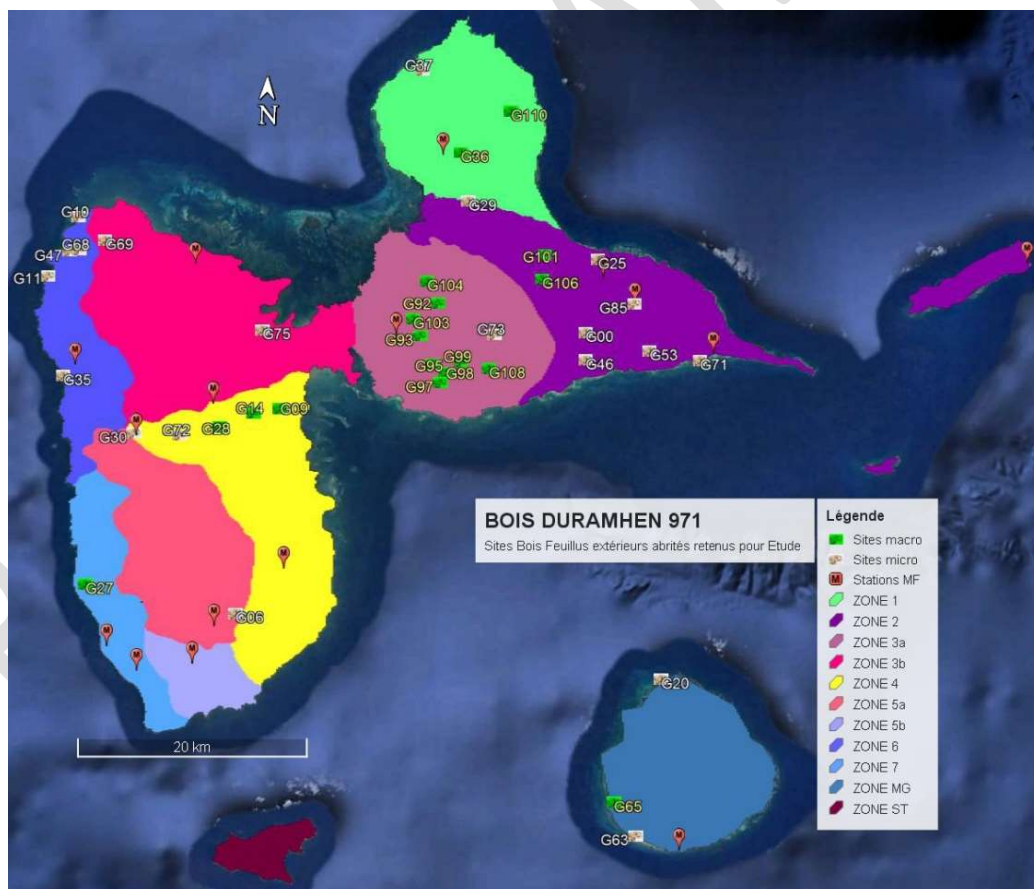 G37
G110
M
G36
N
G29
G10
G47
G68
G69
M
G101
G25
M
G11
G104
G106
M
G92
G85
G103
M
G93
G73
G00
M
G75
G95
G99
G98
G97
G108
G46
G53
G71
M
G35
M
G14
G09
M
G30
G72
G28
BOIS DURAMHEN 971
Sites Bois Feuillus extérieurs abrités retenus pour Etude
Légende
Sites macro
Sites micro
M Stations MF
ZONE 1
ZONE 2
ZONE 3a
ZONE 3b
ZONE 4
ZONE 5a
ZONE 5b
ZONE 6
ZONE 7
ZONE MG
ZONE ST
M
G27
M
G06
M
M
M
G20
20 km
G65
G63
M